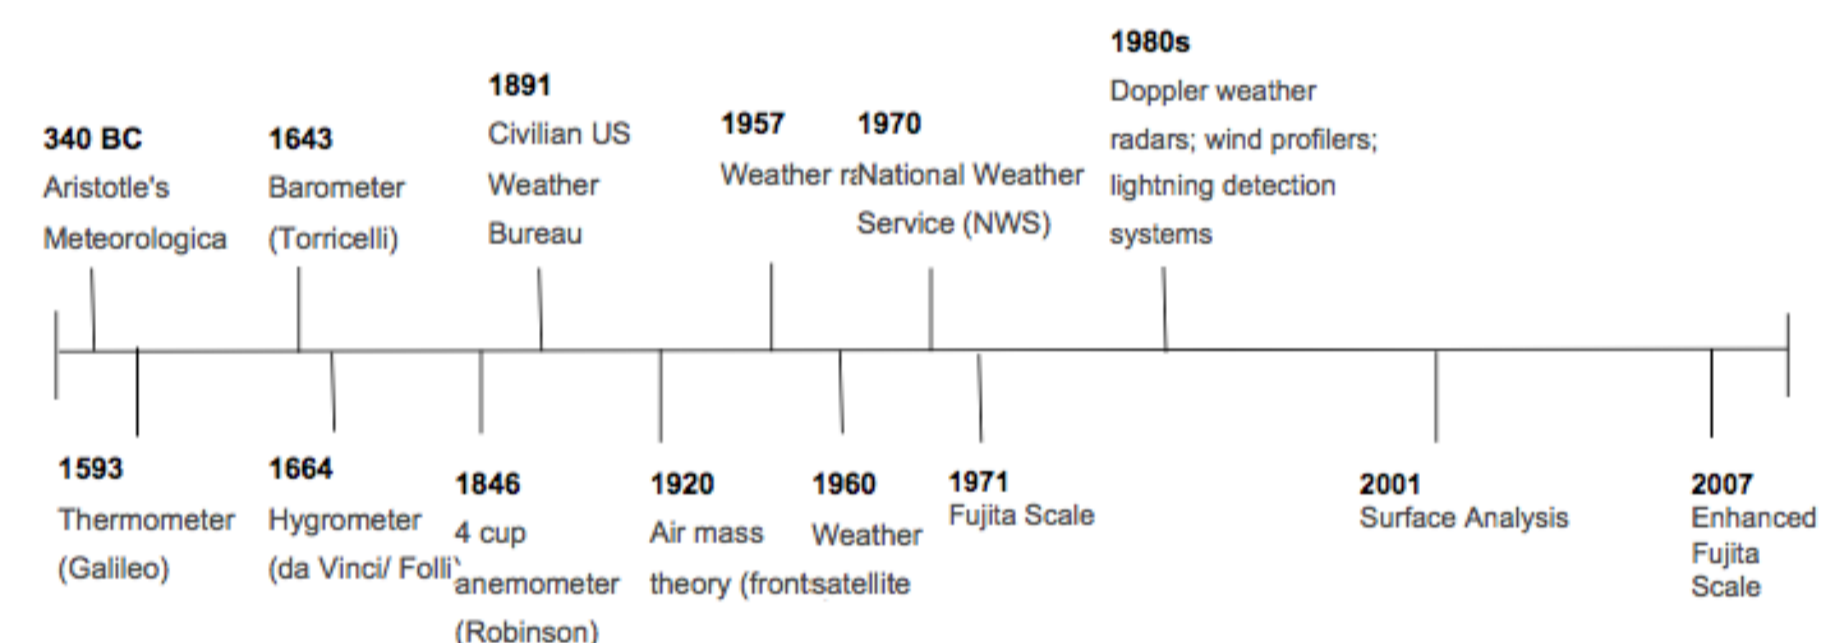 340 BC
Aristotle's
Meteorologica
1643
Barometer
(Torricelli)
1891
Civilian US
Weather
Bureau
1957
Weather
1970
National Weather
Service (NWS)
1980s
Doppler weather
radars; wind profilers;
lightning detection
systems
1593
Thermometer
(Galileo)
1664
Hygrometer
(da Vinci/ Folli)
1846
4 cup
anemometer
(Robinson)
1920
Air mass
theory (fronts
1960
Weather
satellite
1971
Fujita Scale
2001
Surface Analysis
2007
Enhanced
Fujita
Scale